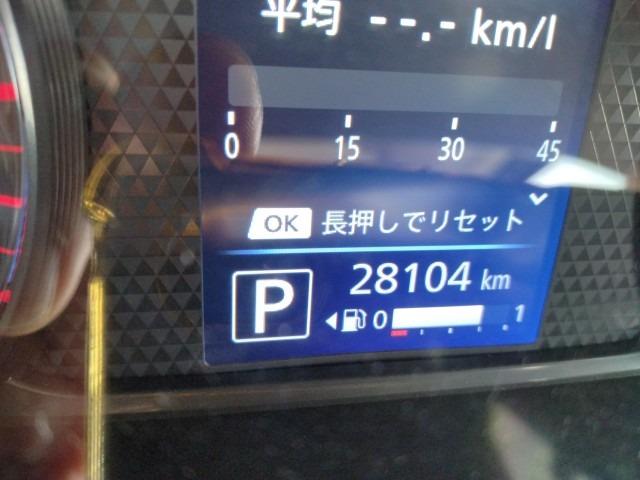 平均 --.- km/l
0 15 30 45
OK 長押しでリセット
P 28104 km
0 1